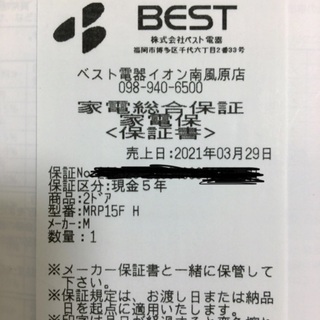 BEST
株式会社ベスト電器
福岡市博多区千代六丁目2番33号
ベスト電器イオン南風原店
098-940-6500
家電総合保証
家電保
<保証書>
売上日:2021年03月29日
保証No
保証区分:現金5年
商品:2ドア
型番:MRP15F H
メーカー:M
数量:1
※メーカー保証書と一緒に保管して
下さい。
※保証規定は、お渡し日または納品
日を起点に適用いたします。